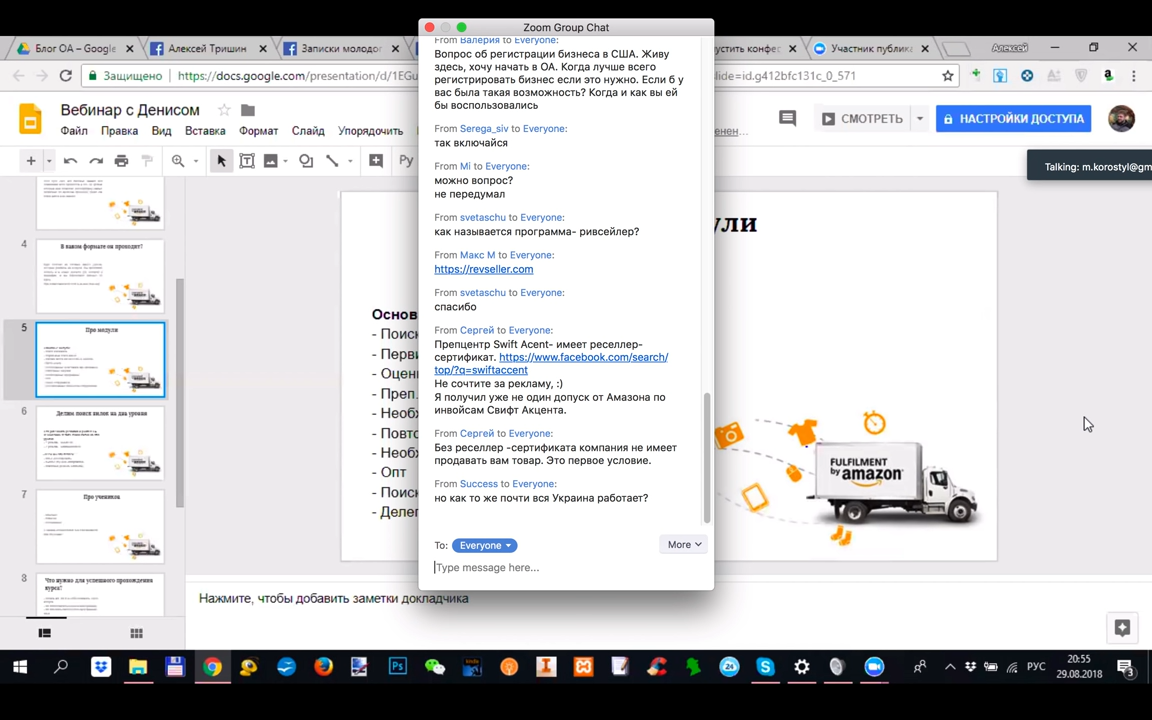 Zoom Group Chat
Блог ОА – Google
Алексей Тришин
Записки молодог
устить конфе
Участник публика
Алексей
Защищено
https://docs.google.com/presentation/d/1EGu
lide=id.g412bfc131c_0_571
Вебинар с Денисом
Файл Правка Вид Вставка Формат Слайд Упорядочить
СМОТРЕТЬ
НАСТРОЙКИ ДОСТУПА
Talking: m.korostyl@gm
From Валерия to Everyone:
Вопрос об регистрации бизнеса в США. Живу
здесь, хочу начать в ОА. Когда лучше всего
регистрировать бизнес если это нужно. Если б у
вас была такая возможность? Когда и как вы ей
бы воспользовались
From Serega_siv to Everyone:
так включайся
From Mi to Everyone:
можно вопрос?
не передумал
From svetaschu to Everyone:
как называется программа- ривсейлер?
From Макс М to Everyone:
https://revseller.com
From svetaschu to Everyone:
спасибо
From Сергей to Everyone:
Препцентр Swift Acent- имеет реселлер-
сертификат. https://www.facebook.com/search/
top/?q=swiftaccent
Не сочтите за рекламу, :)
Я получил уже не один допуск от Амазона по
инвойсам Свифт Акцента.
From Сергей to Everyone:
Без реселлер -сертификата компания не имеет
продавать вам товар. Это первое условие.
From Success to Everyone:
но как то же почти вся Украина работает?
To: Everyone
More
Type message here...
4
В каком формате он проходит?
5
Про модули
6
Делим поиск вилок на два уровня
7
Про учеников
8
Что нужно для успешного прохождения
курса?
ули
Основ
- Поиск
- Перви
- Оцен
- Преп.
- Необх
- Повто
- Необх
- Опт
- Поиск
- Делег
FULFILMENT
by amazon
Нажмите, чтобы добавить заметки докладчика
РУС
20:55
29.08.2018
3